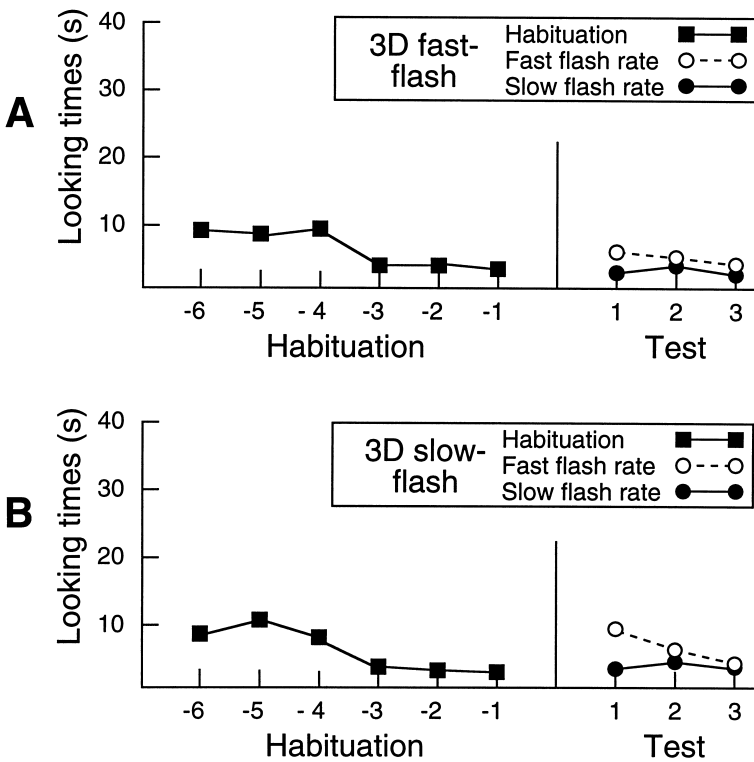 A
Looking times (s)
40
30
20
10
3D fast-
flash
Habituation
Fast flash rate
Slow flash rate
-6 -5 - 4 -3 -2 -1 1 2 3
Habituation Test
B
Looking times (s)
40
30
20
10
3D slow-
flash
Habituation
Fast flash rate
Slow flash rate
-6 -5 - 4 -3 -2 -1 1 2 3
Habituation Test